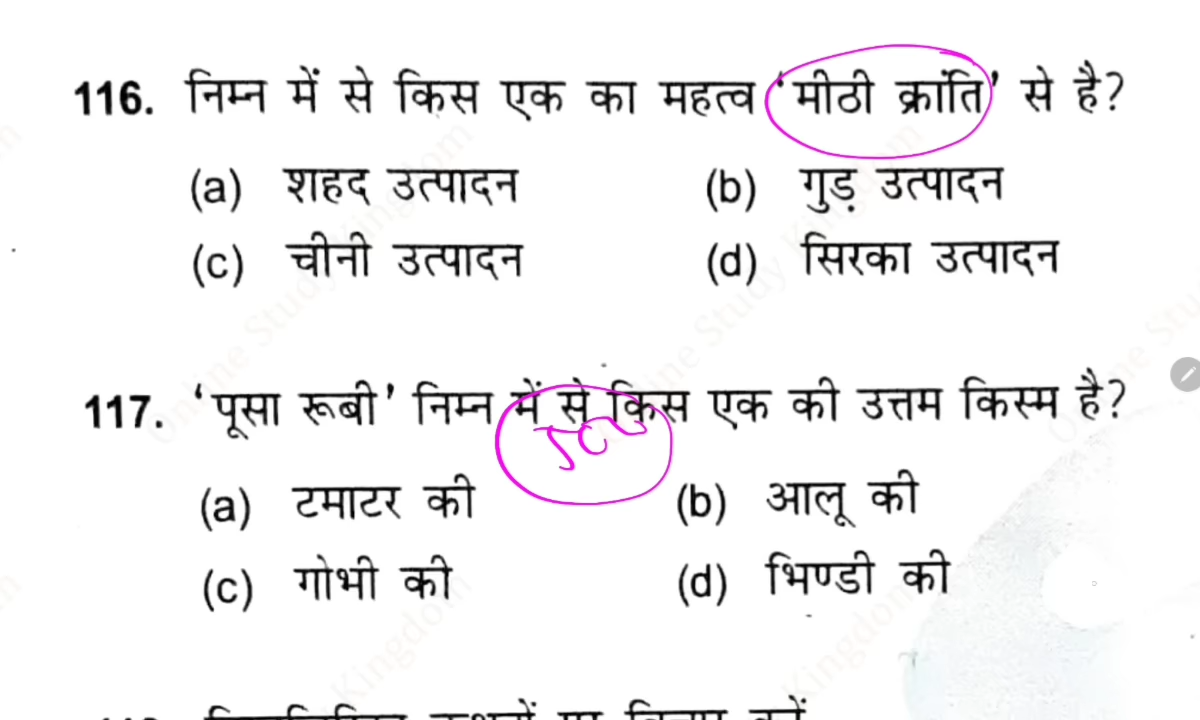 116. निम्न में से किस एक का महत्व 'मीठी क्रांति' से है?
(a) शहद उत्पादन (b) गुड़ उत्पादन
(c) चीनी उत्पादन (d) सिरका उत्पादन
117. 'पूसा रूबी' निम्न में से किस एक की उत्तम किस्म है?
(a) टमाटर की (b) आलू की
(c) गोभी की (d) भिण्डी की